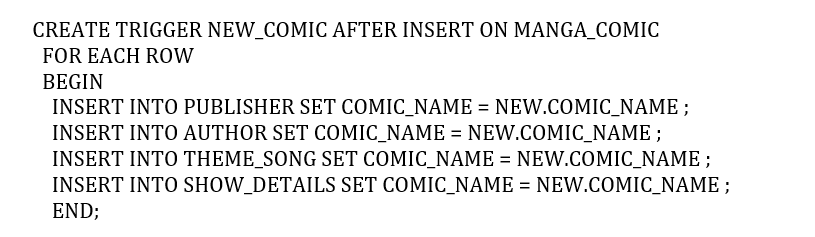 CREATE TRIGGER NEW_COMIC AFTER INSERT ON MANGA_COMIC
FOR EACH ROW
BEGIN
INSERT INTO PUBLISHER SET COMIC_NAME = NEW.COMIC_NAME ;
INSERT INTO AUTHOR SET COMIC_NAME = NEW.COMIC_NAME ;
INSERT INTO THEME_SONG SET COMIC_NAME = NEW.COMIC_NAME ;
INSERT INTO SHOW_DETAILS SET COMIC_NAME = NEW.COMIC_NAME ;
END;